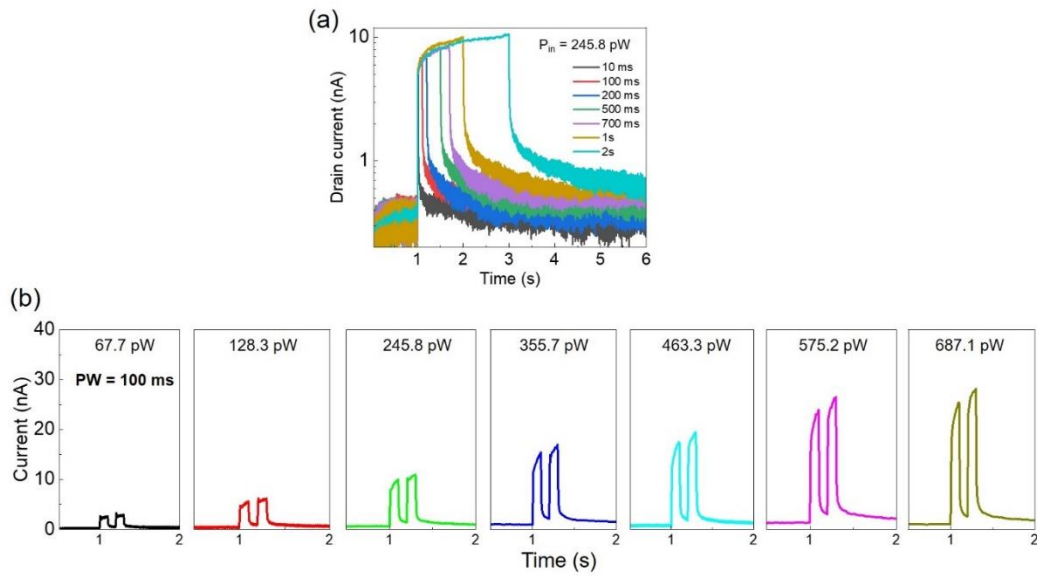 (a)
P_in = 245.8 pW
10 ms
100 ms
200 ms
500 ms
700 ms
1s
2s
10
1
Drain current (nA)
1 2 3 4 5 6
Time (s)
(b)
67.7 pW 128.3 pW 245.8 pW 355.7 pW 463.3 pW 575.2 pW 687.1 pW
PW = 100 ms
40
30
20
10
0
Current (nA)
1 2 1 2 1 2 1 2 1 2 1 2 1 2
Time (s)